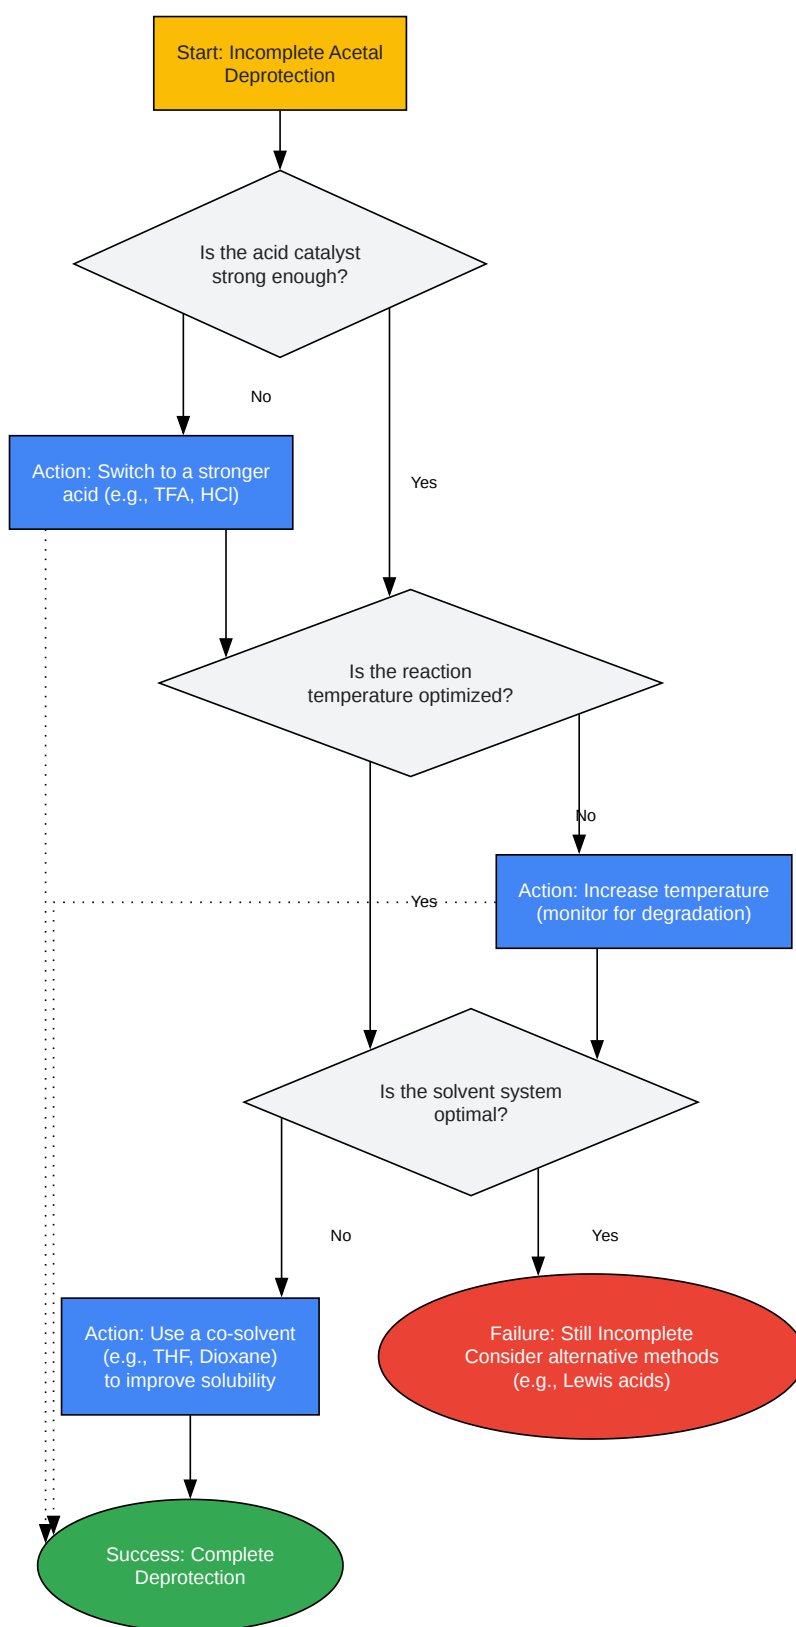 Start: Incomplete Acetal
Deprotection
Is the acid catalyst
strong enough?
No
Action: Switch to a stronger
acid (e.g., TFA, HCl)
Yes
Is the reaction
temperature optimized?
No
Action: Increase temperature
(monitor for degradation)
Yes
Is the solvent system
optimal?
No
Yes
Action: Use a co-solvent
(e.g., THF, Dioxane)
to improve solubility
Failure: Still Incomplete
Consider alternative methods
(e.g., Lewis acids)
Success: Complete
Deprotection